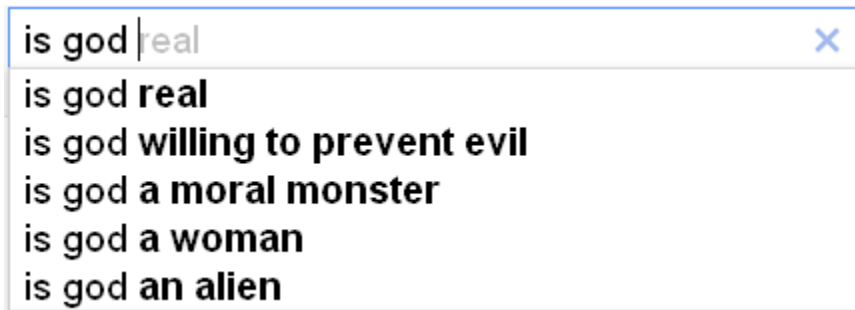 is god real
is god real
is god willing to prevent evil
is god a moral monster
is god a woman
is god an alien